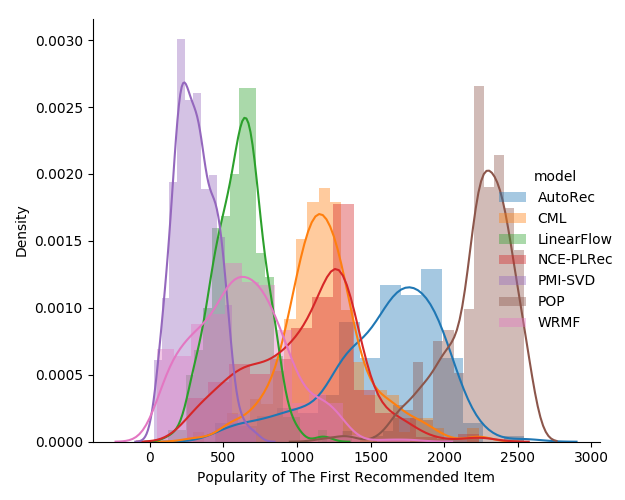 0.0030
0.0025
0.0020
0.0015
0.0010
0.0005
0.0000
Density
0 500 1000 1500 2000 2500 3000
Popularity of The First Recommended Item
model
AutoRec
CML
LinearFlow
NCE-PLRec
PMI-SVD
POP
WRMF